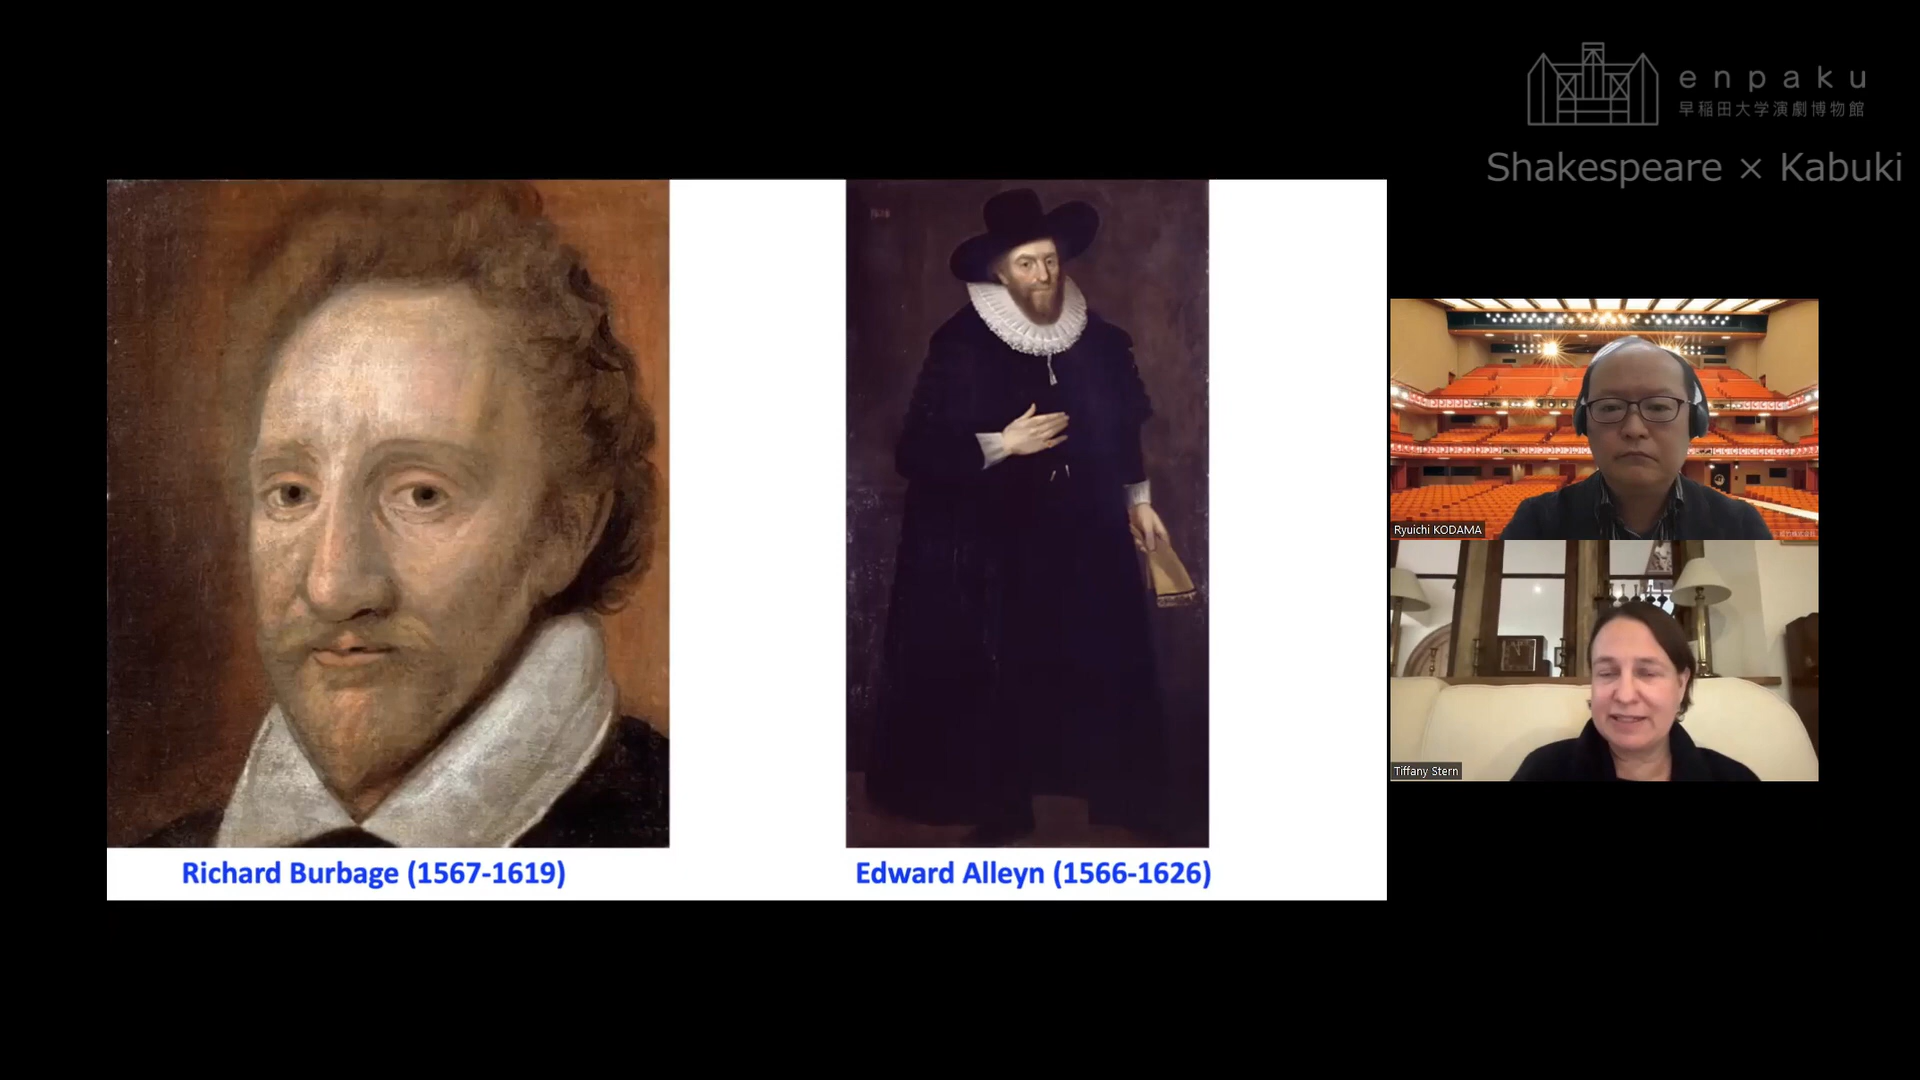 enpaku
早稲田大学演劇博物館
Shakespeare × Kabuki
Richard Burbage (1567-1619)
Edward Alleyn (1566-1626)
Ryuichi KODAMA
Tiffany Stern